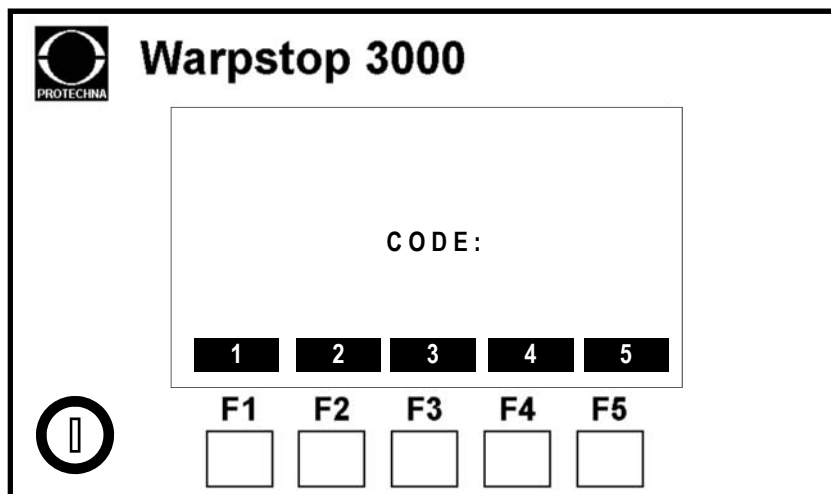 Warpstop 3000
PROTECHNA
CODE:
1 2 3 4 5
F1 F2 F3 F4 F5